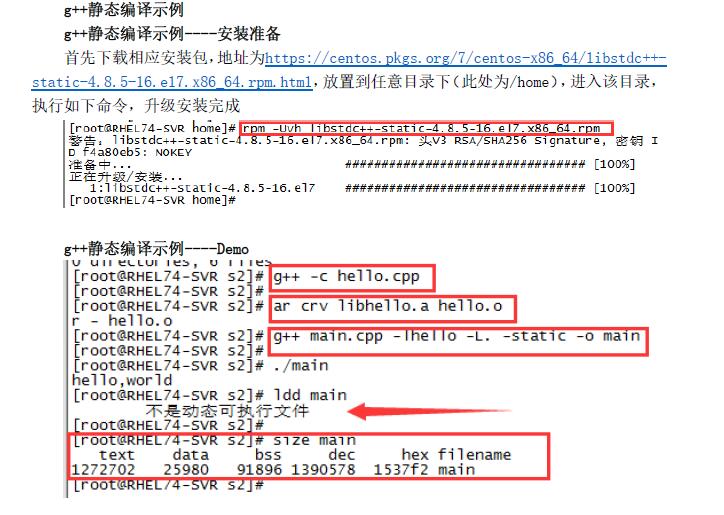 g++静态编译示例
g++静态编译示例----安装准备
首先下载相应安装包,地址为https://centos.pkgs.org/7/centos-x86_64/libstdc++-
static-4.8.5-16.el7.x86_64.rpm.html,放置到任意目录下(此处为/home),进入该目录,
执行如下命令,升级安装完成
[root@RHEL74-SVR home]# rpm -Uvh libstdc++-static-4.8.5-16.el7.x86_64.rpm
警告:libstdc++-static-4.8.5-16.el7.x86_64.rpm: 头V3 RSA/SHA256 Signature, 密钥 I
D f4a80eb5: NOKEY
准备中... ################################# [100%]
正在升级/安装...
1:libstdc++-static-4.8.5-16.el7 ################################# [100%]
[root@RHEL74-SVR home]#
g++静态编译示例----Demo
0 directories, 6 files
[root@RHEL74-SVR s2]# g++ -c hello.cpp
[root@RHEL74-SVR s2]#
[root@RHEL74-SVR s2]# ar crv libhello.a hello.o
r - hello.o
[root@RHEL74-SVR s2]# g++ main.cpp -lhello -L. -static -o main
[root@RHEL74-SVR s2]#
[root@RHEL74-SVR s2]# ./main
hello,world
[root@RHEL74-SVR s2]# ldd main
不是动态可执行文件
[root@RHEL74-SVR s2]#
[root@RHEL74-SVR s2]# size main
text data bss dec hex filename
1272702 25980 91896 1390578 1537f2 main
[root@RHEL74-SVR s2]#